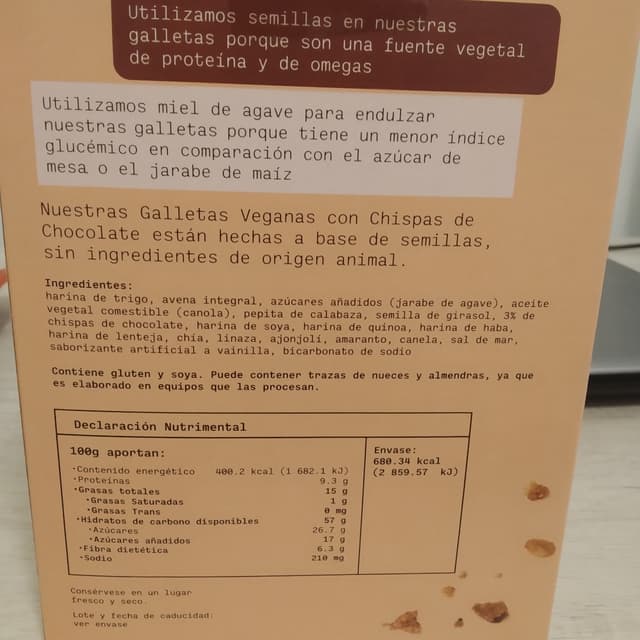 Utilizamos semillas en nuestras
galletas porque son una fuente vegetal
de proteína y de omegas
Utilizamos miel de agave para endulzar
nuestras galletas porque tiene un menor índice
glucémico en comparación con el azúcar de
mesa o el jarabe de maíz
Nuestras Galletas Veganas con Chispas de
Chocolate están hechas a base de semillas,
sin ingredientes de origen animal.
Ingredientes:
harina de trigo, avena integral, azúcares añadidos (jarabe de agave), aceite
vegetal comestible (canola), pepita de calabaza, semilla de girasol, 3% de
chispas de chocolate, harina de soya, harina de quinoa, harina de haba,
harina de lenteja, chía, linaza, ajonjolí, amaranto, canela, sal de mar,
saborizante artificial a vainilla, bicarbonato de sodio
Contiene gluten y soya. Puede contener trazas de nueces y almendras, ya que
es elaborado en equipos que las procesan.
Declaración Nutrimental
100g aportan:
·Contenido energético 400.2 kcal (1 682.1 kJ)
·Proteínas 9.3 g
·Grasas totales 15 g
·Grasas Saturadas 1 g
·Grasas Trans 0 mg
·Hidratos de carbono disponibles 57 g
·Azúcares 26.7 g
·Azúcares añadidos 17 g
·Fibra dietética 6.3 g
·Sodio 210 mg
Envase:
680.34 kcal
(2 859.57 kJ)
Consérvese en un lugar
fresco y seco.
Lote y fecha de caducidad:
ver envase